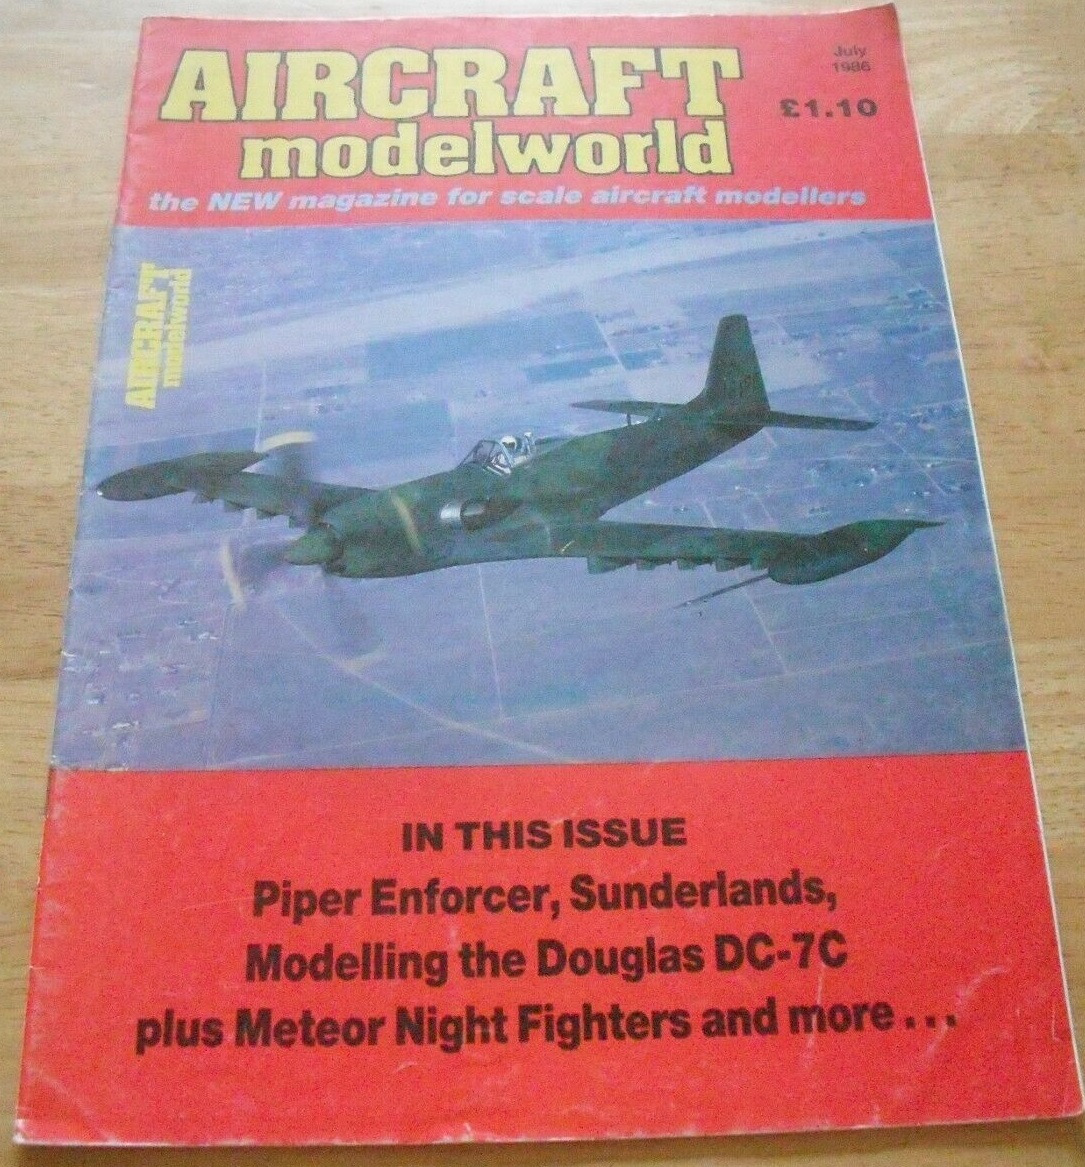 AIRCRAFT
modelworld
July
1986
£1.10
the NEW magazine for scale aircraft modellers
AIRCRAFT
modelworld
IN THIS ISSUE
Piper Enforcer, Sunderlands,
Modelling the Douglas DC-7C
plus Meteor Night Fighters and more . . .